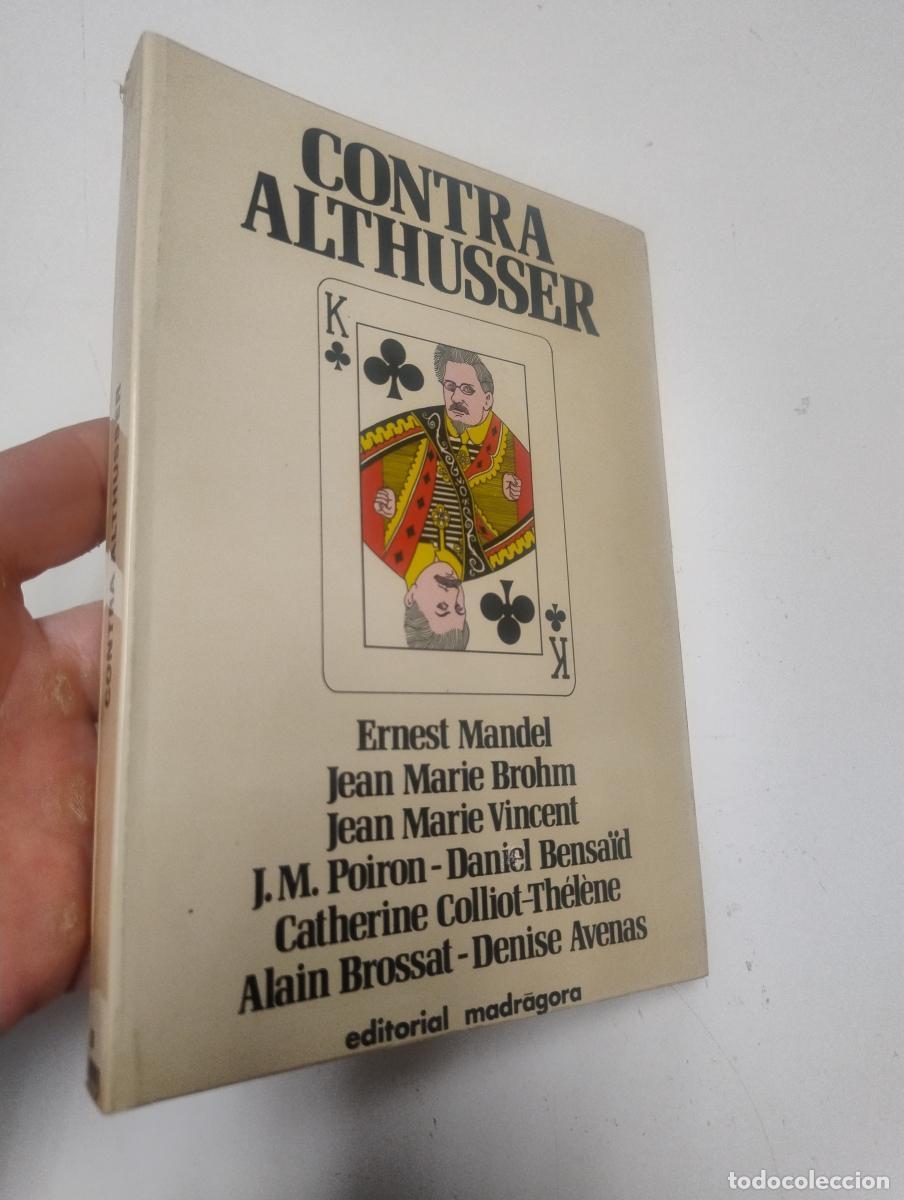 CONTRA
ALTHUSSER
K
K
Ernest Mandel
Jean Marie Brohm
Jean Marie Vincent
J.M. Poiron - Daniel Bensaïd
Catherine Colliot-Thélène
Alain Brossat - Denise Avenas
editorial madrãgora
CONTRA ALTHUSSER
todocoleccion